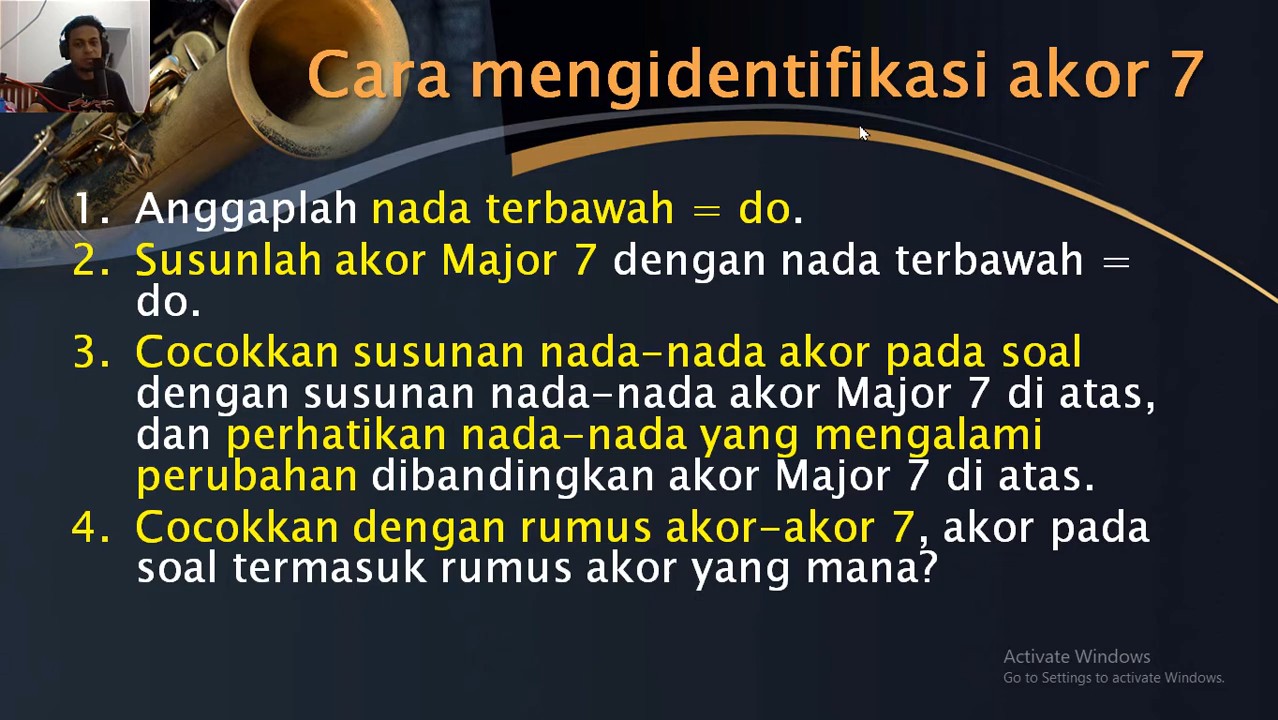 Cara mengidentifikasi akor 7
1. Anggaplah nada terbawah = do.
2. Susunlah akor Major 7 dengan nada terbawah =
do.
3. Cocokkan susunan nada-nada akor pada soal
dengan susunan nada-nada akor Major 7 di atas,
dan perhatikan nada-nada yang mengalami
perubahan dibandingkan akor Major 7 di atas.
4. Cocokkan dengan rumus akor-akor 7, akor pada
soal termasuk rumus akor yang mana?
Activate Windows
Go to Settings to activate Windows.